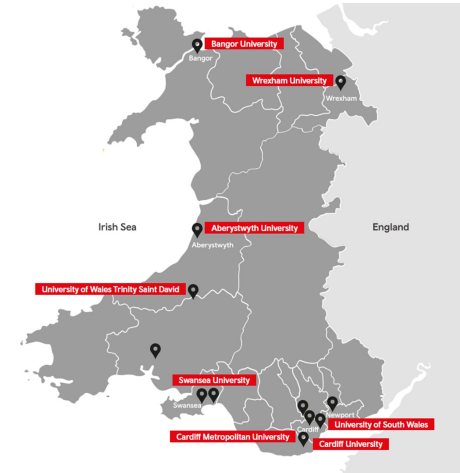 Bangor University
Bangor
Wrexham University
Wrexham
Irish Sea
England
Aberystwyth University
Aberystwyth
University of Wales Trinity Saint David
Swansea University
Swansea
Newport
University of South Wales
Cardiff
Cardiff Metropolitan University
Cardiff University